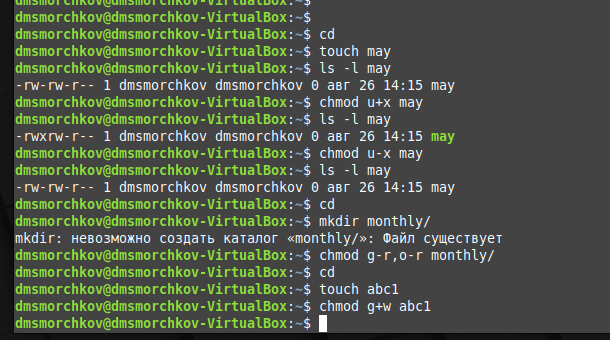 dmsmorchkov@dmsmorchkov-VirtualBox:~$
dmsmorchkov@dmsmorchkov-VirtualBox:~$
dmsmorchkov@dmsmorchkov-VirtualBox:~$ cd
dmsmorchkov@dmsmorchkov-VirtualBox:~$ touch may
dmsmorchkov@dmsmorchkov-VirtualBox:~$ ls -l may
-rw-rw-r-- 1 dmsmorchkov dmsmorchkov 0 авг 26 14:15 may
dmsmorchkov@dmsmorchkov-VirtualBox:~$ chmod u+x may
dmsmorchkov@dmsmorchkov-VirtualBox:~$ ls -l may
-rwxrw-r-- 1 dmsmorchkov dmsmorchkov 0 авг 26 14:15 may
dmsmorchkov@dmsmorchkov-VirtualBox:~$ chmod u-x may
dmsmorchkov@dmsmorchkov-VirtualBox:~$ ls -l may
-rw-rw-r-- 1 dmsmorchkov dmsmorchkov 0 авг 26 14:15 may
dmsmorchkov@dmsmorchkov-VirtualBox:~$ cd
dmsmorchkov@dmsmorchkov-VirtualBox:~$ mkdir monthly/
mkdir: невозможно создать каталог «monthly/»: Файл существует
dmsmorchkov@dmsmorchkov-VirtualBox:~$ chmod g-r,o-r monthly/
dmsmorchkov@dmsmorchkov-VirtualBox:~$ cd
dmsmorchkov@dmsmorchkov-VirtualBox:~$ touch abc1
dmsmorchkov@dmsmorchkov-VirtualBox:~$ chmod g+w abc1
dmsmorchkov@dmsmorchkov-VirtualBox:~$